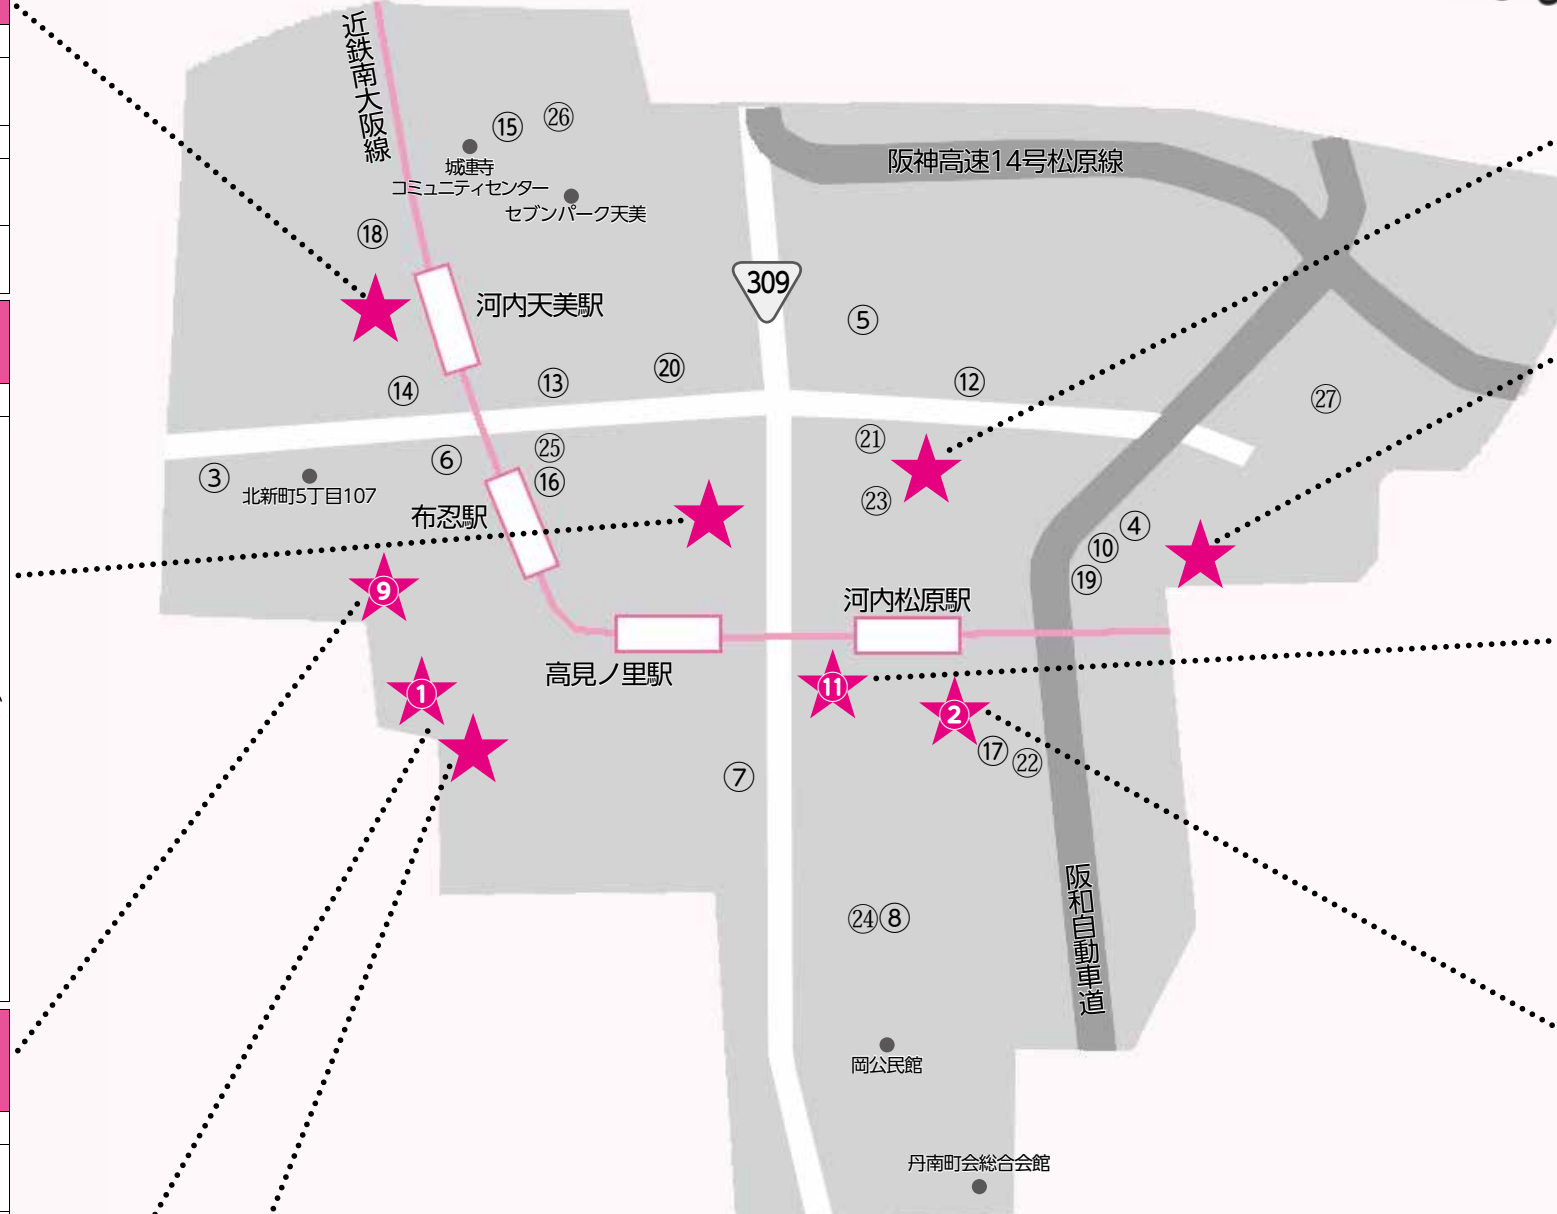 近鉄南大阪線
⑮
㉖
城連寺
コミュニティセンター
セブンパーク天美
阪神高速14号松原線
⑱
309
河内天美駅
⑤
⑳
⑬
⑭
⑫
㉗
㉑
㉕
⑥
③
⑯
北新町5丁目107
㉓
布忍駅
④
⑩
⑲
9
河内松原駅
高見ノ里駅
1
11
2
⑰
㉒
⑦
阪和自動車道
㉔⑧
岡公民館
丹南町会総合会館